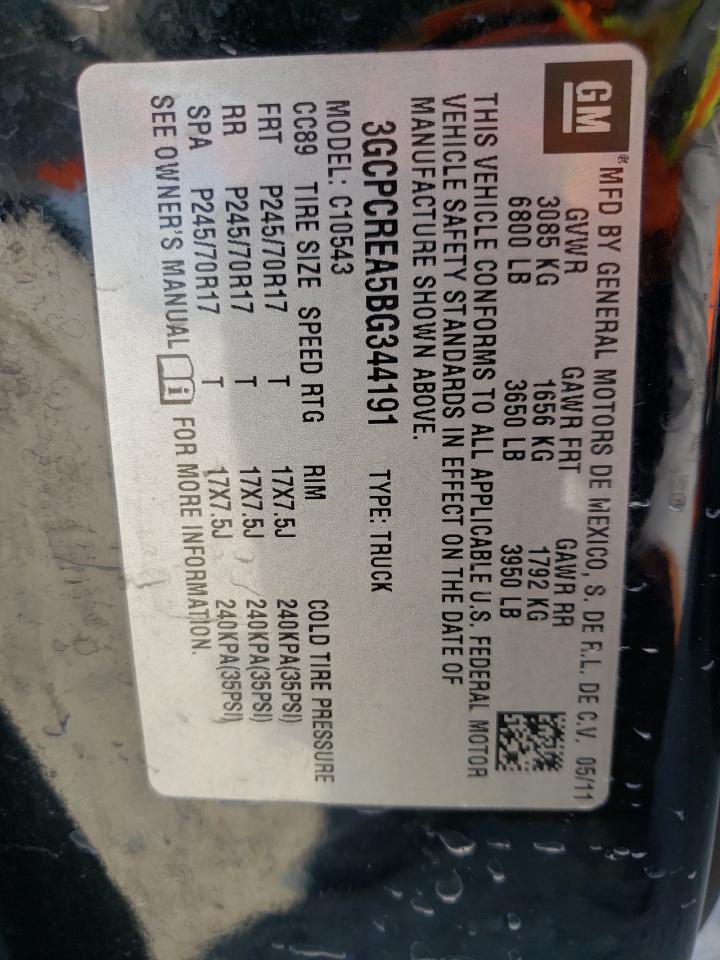 GM
® MFD BY GENERAL MOTORS DE MEXICO, S. DE R.L. DE C.V. 05/11
GVWR GAWR FRT GAWR RR
3085 KG 1656 KG 1792 KG
6800 LB 3650 LB 3950 LB
THIS VEHICLE CONFORMS TO ALL APPLICABLE U.S. FEDERAL MOTOR
VEHICLE SAFETY STANDARDS IN EFFECT ON THE DATE OF
MANUFACTURE SHOWN ABOVE.
3GCPCREA5BG344191 TYPE: TRUCK
MODEL: C10543
CC89 TIRE SIZE SPEED RTG RIM COLD TIRE PRESSURE
FRT P245/70R17 T 17X7.5J 240KPA(35PSI)
RR P245/70R17 T 17X7.5J 240KPA(35PSI)
SPA P245/70R17 T 17X7.5J 240KPA(35PSI)
SEE OWNER'S MANUAL i FOR MORE INFORMATION.